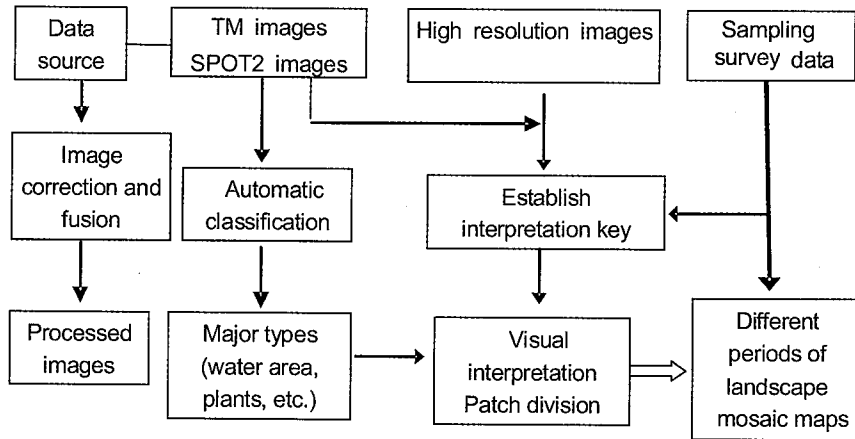 Data
source
TM images
SPOT2 images
High resolution images
Sampling
survey data
Image
correction and
fusion
Automatic
classification
Establish
interpretation key
Processed
images
Major types
(water area,
plants, etc.)
Visual
interpretation
Patch division
Different
periods of
landscape
mosaic maps